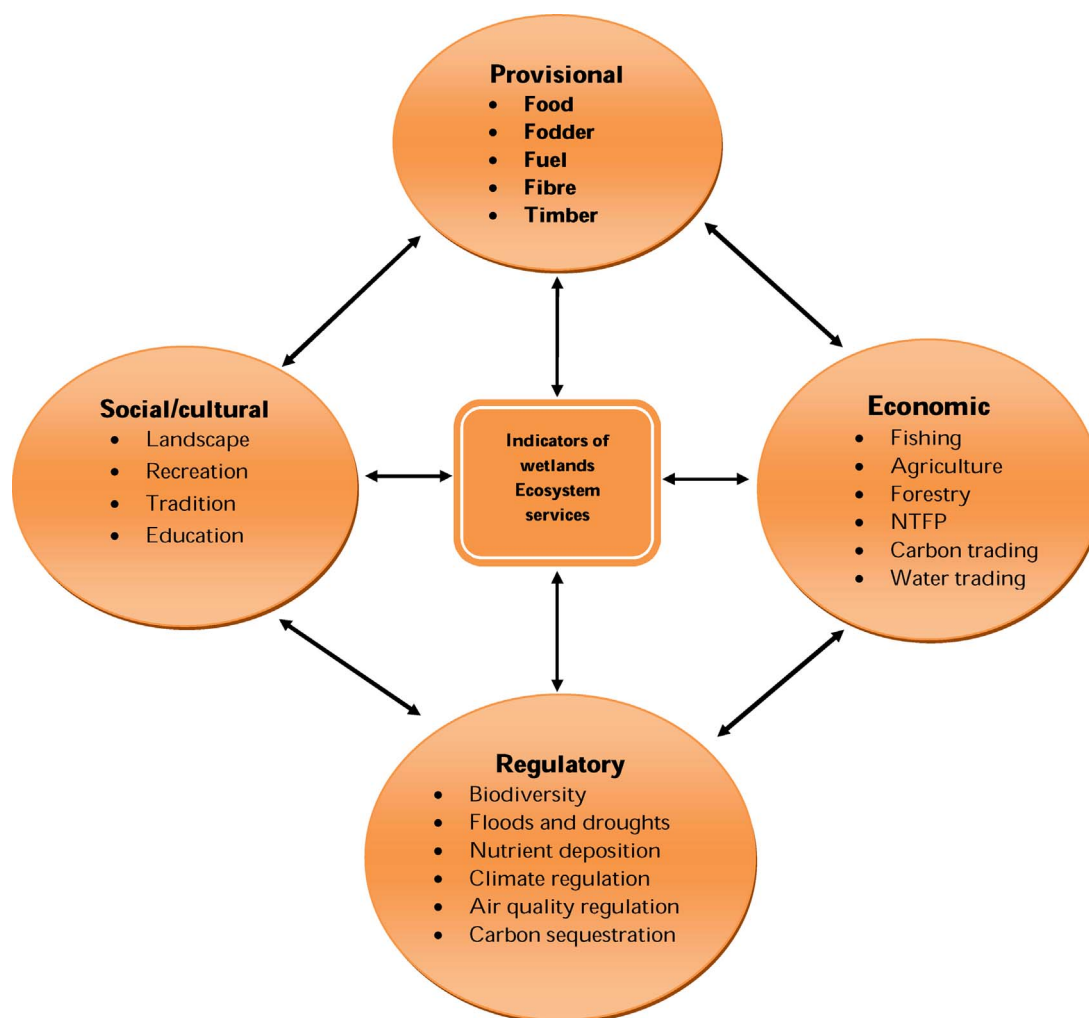 Provisional
• Food
• Fodder
• Fuel
• Fibre
• Timber
Social/cultural
• Landscape
• Recreation
• Tradition
• Education
Indicators of
wetlands
Ecosystem
services
Economic
• Fishing
• Agriculture
• Forestry
• NTFP
• Carbon trading
• Water trading
Regulatory
• Biodiversity
• Floods and droughts
• Nutrient deposition
• Climate regulation
• Air quality regulation
• Carbon sequestration